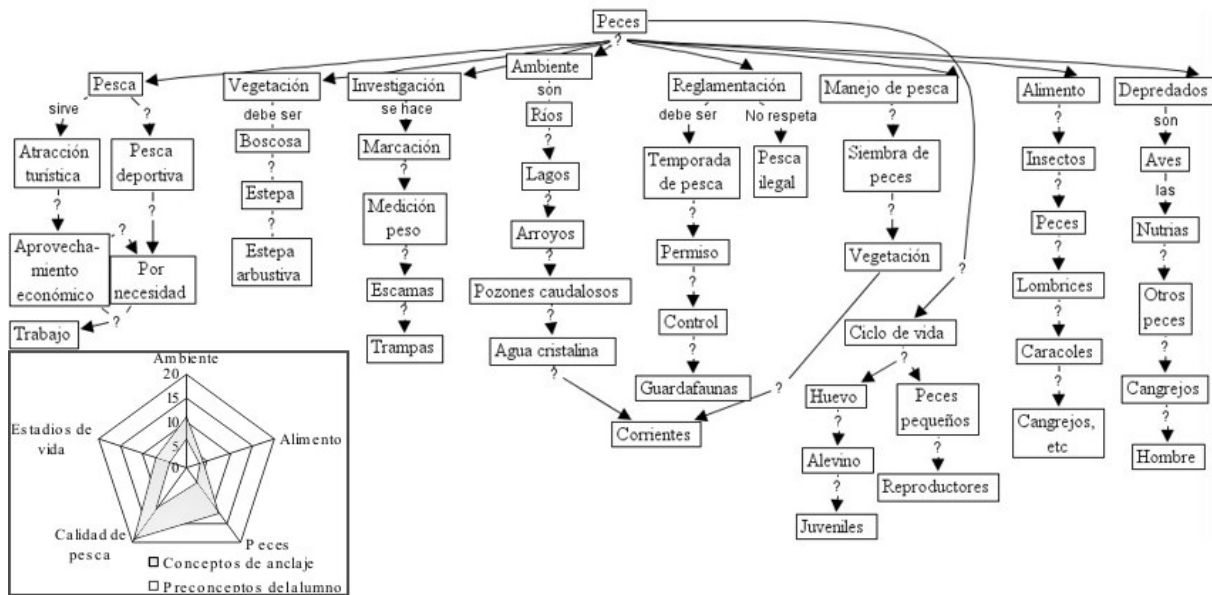 Peces
?
Pesca
Vegetación
Investigación
Ambiente
Reglamentación
Manejo de pesca
Alimento
Depredados
sirve
?
debe ser
se hace
son
debe ser
No respeta
?
?
son
Atracción
turística
Pesca
deportiva
Boscosa
Marcación
Ríos
Temporada
de pesca
Pesca
ilegal
Siembra de
peces
Insectos
Aves
?
?
?
?
?
?
?
?
las
Aprovecha-
miento
económico
?
Por
necesidad
Estepa
Medición
peso
Lagos
Permiso
Vegetación
Peces
Nutrias
?
?
?
?
?
?
?
Trabajo
?
Estepa
arbustiva
Escamas
Arroyos
Control
Ciclo de vida
Lombrices
Otros
peces
?
?
?
?
?
?
Trampas
Pozones caudalosos
Guardafaunas
Huevo
Peces
pequeños
Caracoles
Cangrejos
?
?
?
?
?
Agua cristalina
?
Corrientes
?
Alevino
Reproductores
Cangrejos,
etc
Hombre
?
Juveniles
Ambiente
20
15
10
5
0
Estadios de
vida
Alimento
Calidad de
pesca
Peces
Conceptos de anclaje
Preconceptos del alumno